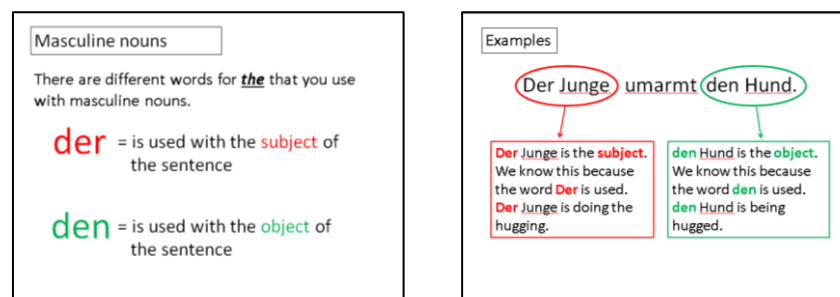 Masculine nouns
There are different words for the that you use
with masculine nouns.
der = is used with the subject of
the sentence
den = is used with the object of
the sentence
Examples
Der Junge umarmt den Hund.
Der Junge is the subject.
We know this because
the word Der is used.
Der Junge is doing the
hugging.
den Hund is the object.
We know this because
the word den is used.
den Hund is being
hugged.